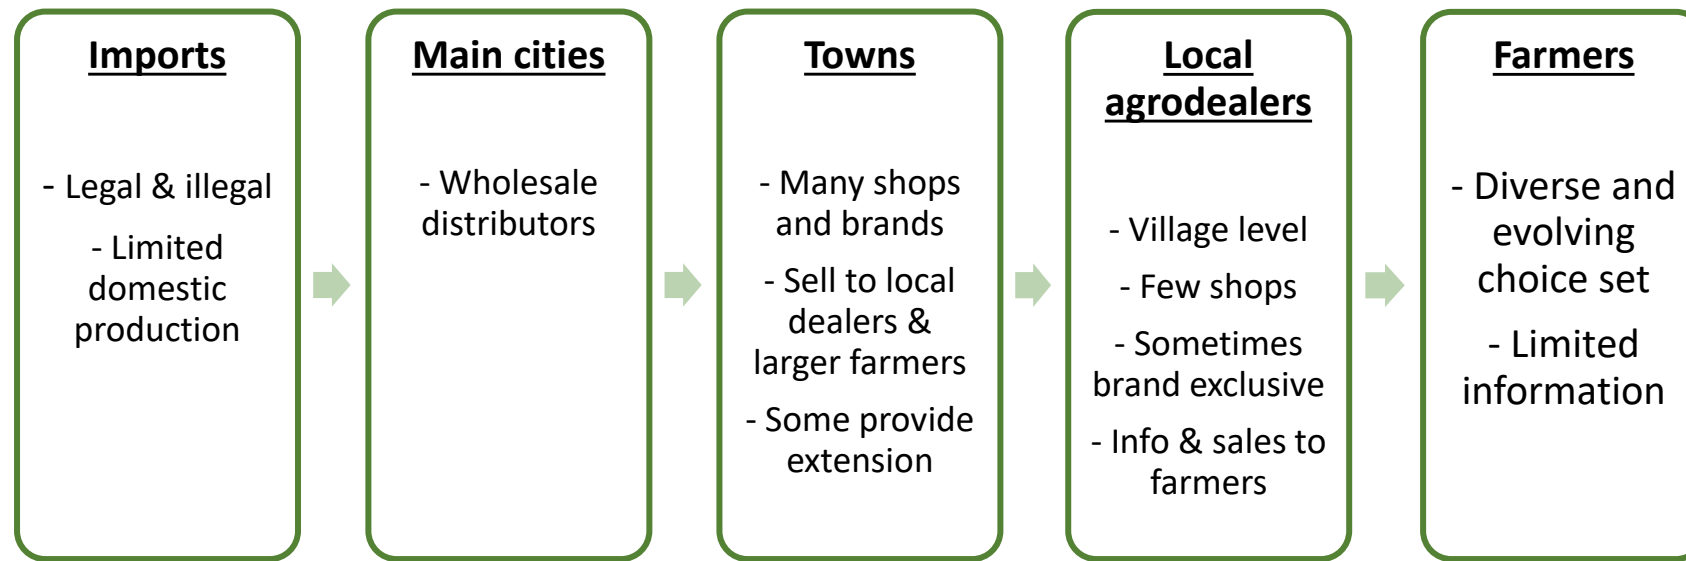 Imports
- Legal & illegal
- Limited
domestic
production
Main cities
- Wholesale
distributors
Towns
- Many shops
and brands
- Sell to local
dealers &
larger farmers
- Some provide
extension
Local
agrodealers
- Village level
- Few shops
- Sometimes
brand exclusive
- Info & sales to
farmers
Farmers
- Diverse and
evolving
choice set
- Limited
information